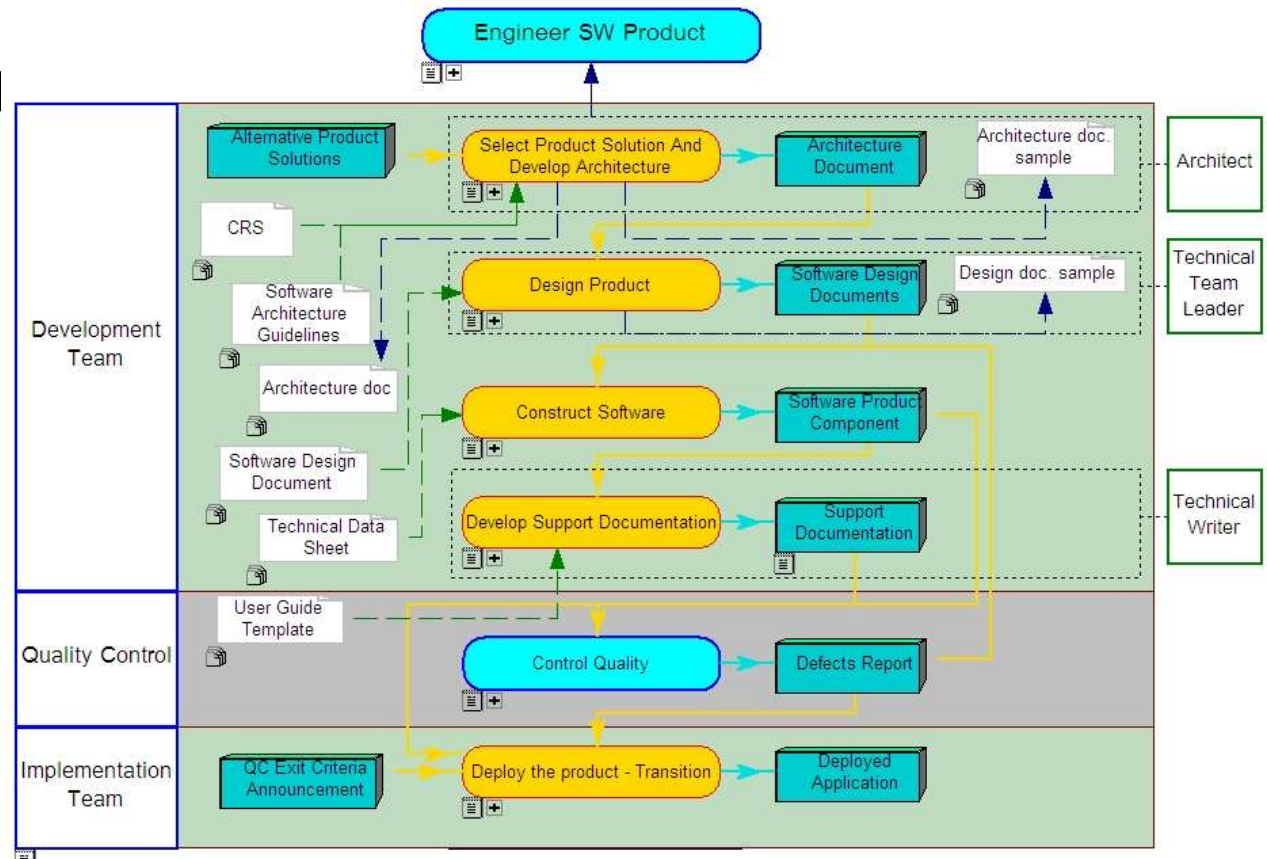 Engineer SW Product
Alternative Product
Solutions
Select Product Solution And
Develop Architecture
Architecture
Document
Architecture doc.
sample
Architect
CRS
Software
Architecture
Guidelines
Design Product
Software Design
Documents
Design doc. sample
Technical
Team
Leader
Development
Team
Architecture doc
Construct Software
Software Product
Component
Software Design
Document
Technical Data
Sheet
Develop Support Documentation
Support
Documentation
Technical
Writer
User Guide
Template
Quality Control
Control Quality
Defects Report
Implementation
Team
QC Exit Criteria
Announcement
Deploy the product - Transition
Deployed
Application